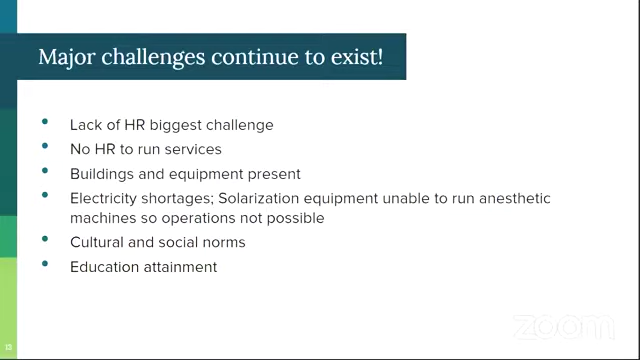 Major challenges continue to exist!
• Lack of HR biggest challenge
• No HR to run services
• Buildings and equipment present
• Electricity shortages; Solarization equipment unable to run anesthetic
machines so operations not possible
• Cultural and social norms
• Education attainment
zoom